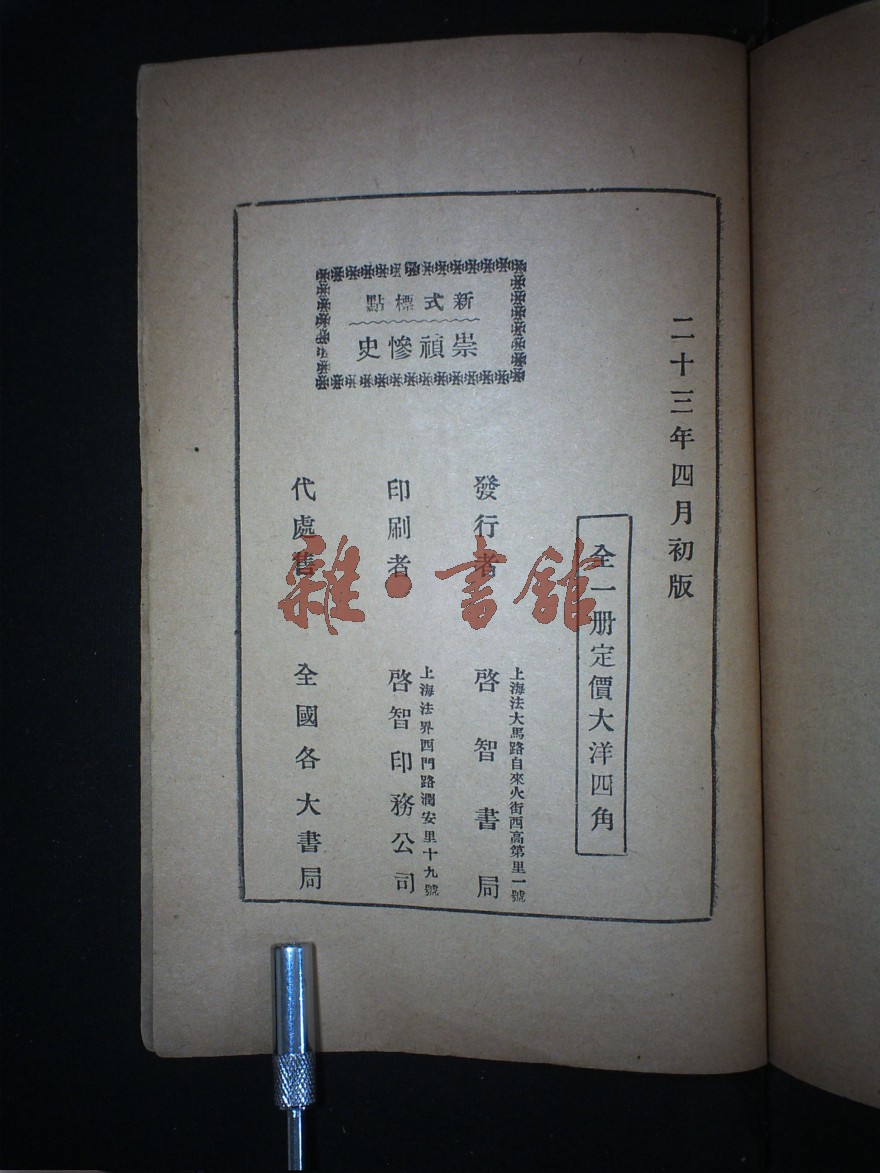 二十三年四月初版
全一册定價大洋四角
新式標點
崇禎慘史
發行者
上海法大馬路自來火街西高第里一號
啓智書局
印刷者
上海法界西門路潤安里十九號
啓智印務公司
代處售
全國各大書局
雜·書館